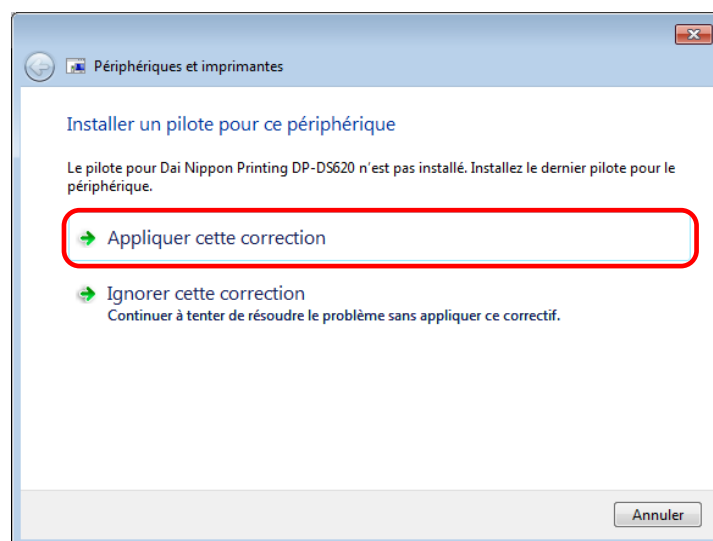 Périphériques et imprimantes
Installer un pilote pour ce périphérique
Le pilote pour Dai Nippon Printing DP-DS620 n'est pas installé. Installez le dernier pilote pour le
périphérique.
Appliquer cette correction
Ignorer cette correction
Continuer à tenter de résoudre le problème sans appliquer ce correctif.
Annuler